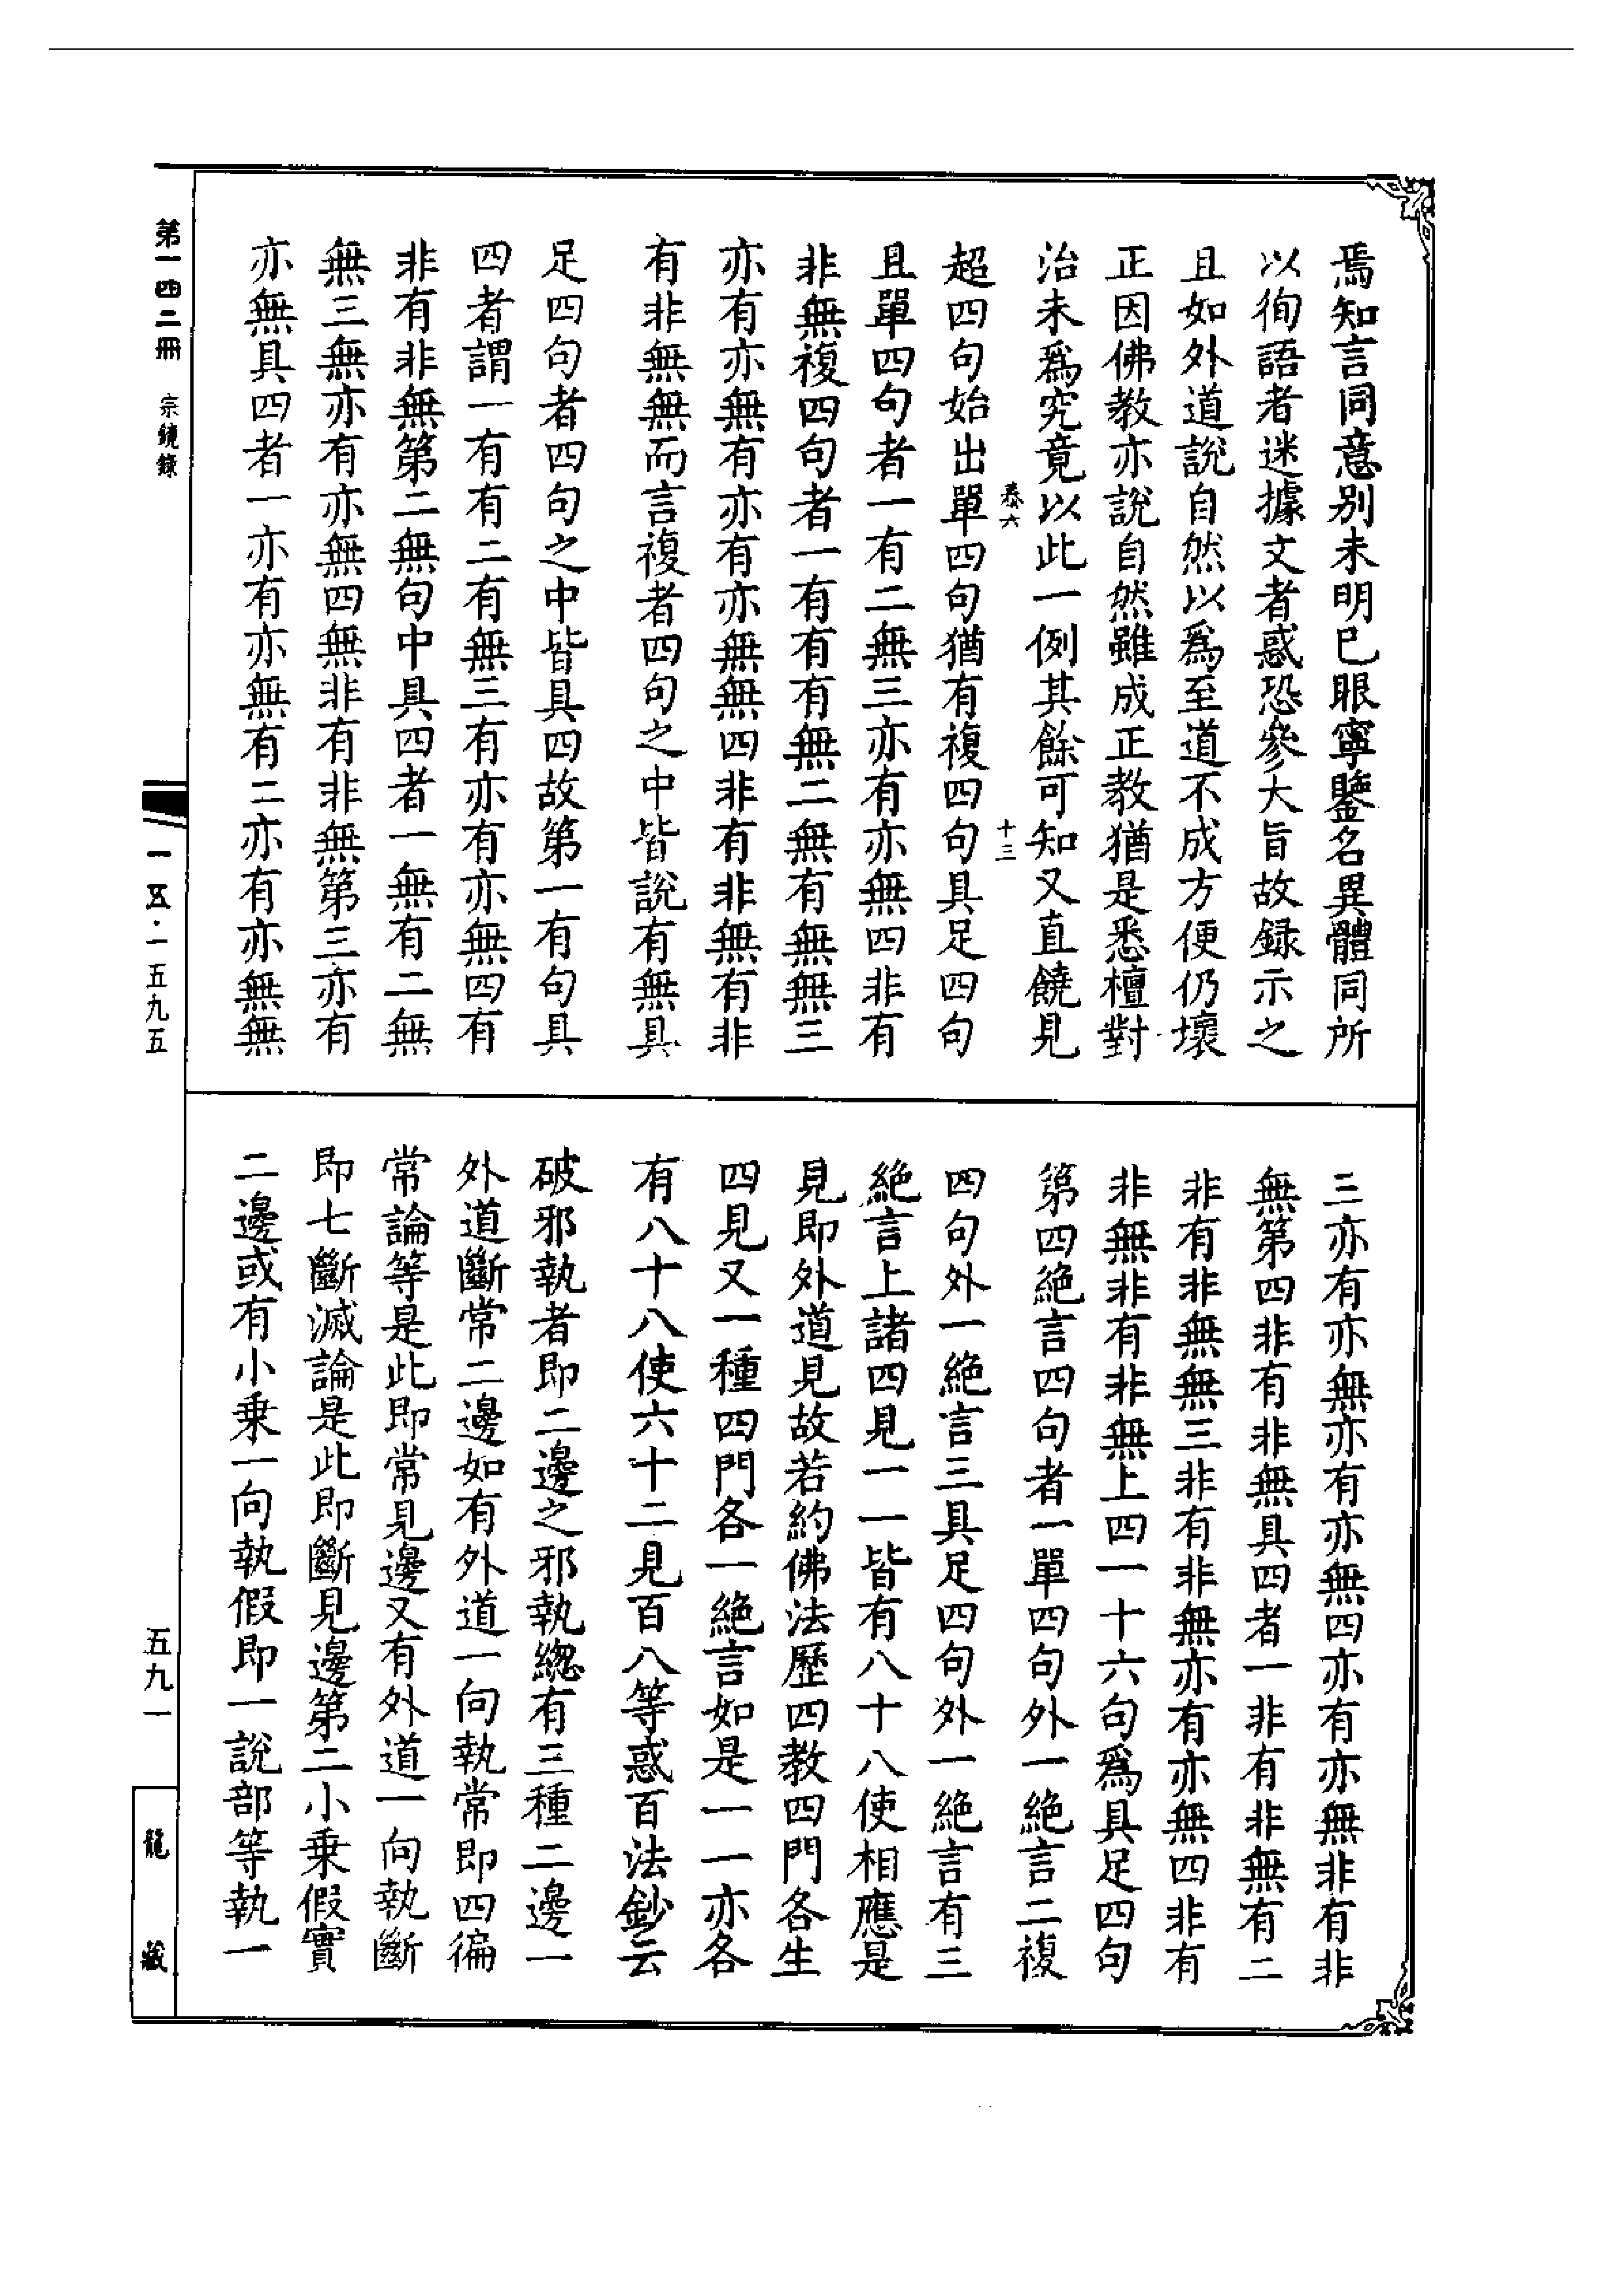 焉知言同意別未明巳眼寧鑒名異體同所
以徇語者迷據文者惑恐參大旨故録示之
且如外道說自然以爲至道不成方便仍壞
正因佛教亦說自然雖成正教猶是悉檀對
治未爲究竟以此一例其餘可知又直饒見
泰六
十三
超四句始出單四句猶有複四句具足四句
且單四句者一有二無三亦有亦無四非有
非無複四句者一有有有無二無有無無三
亦有亦無有亦有亦無無四非有非無有非
有非無無而言複者四句之中皆說有無具
足四句者四句之中皆具四故第一有句具
四者謂一有有二有無三有亦有亦無四有
非有非無第二無句中具四者一無有二無
無三無亦有亦無四無非有非無第三亦有
亦無具四者一亦有亦無有二亦有亦無無
三亦有亦無亦有亦無四亦有亦無非有非
無第四非有非無具四者一非有非無有二
非有非無無三非有非無亦有亦無四非有
非無非有非無上四一十六句爲具足四句
第四絕言四句者一單四句外一絕言二複
四句外一絕言三具足四句外一絕言有三
絕言上諸四見一一皆有八十八使相應是
見即外道見故若約佛法歷四教四門各生
四見又一種四門各一絕言如是一一亦各
有八十八使六十二見百八等惑百法鈔云
破邪執者即二邊之邪執總有三種二邊一
外道斷常二邊如有外道一向執常即四徧
常論等是此即常見邊又有外道一向執斷
即七斷滅論是此即斷見邊第二小乗假實
二邊或有小乗一向執假即一說部等執一
第一四二冊 宗鏡錄
一五·一五九五
五九一
龍藏